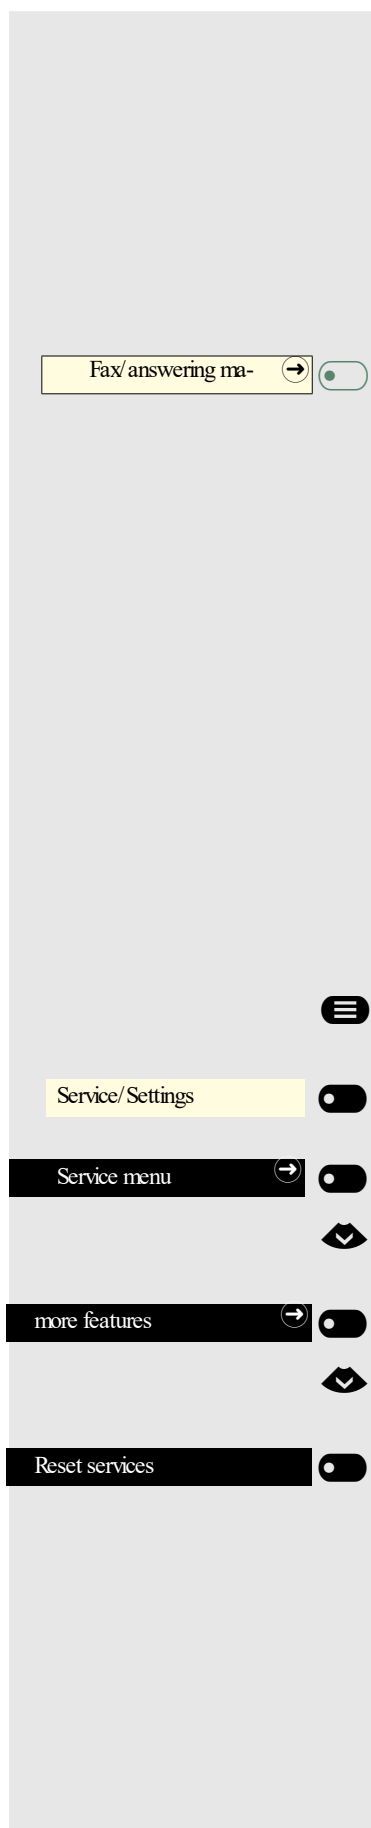 Fax/answering ma-
Service/Settings
Service menu
more features
Reset services